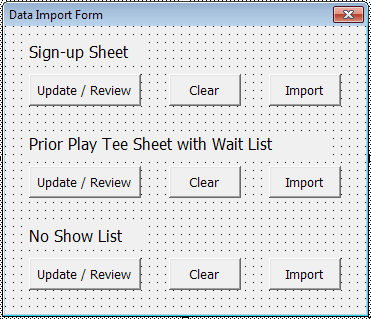 Data Import Form
Sign-up Sheet
Update / Review Clear Import
Prior Play Tee Sheet with Wait List
Update / Review Clear Import
No Show List
Update / Review Clear Import